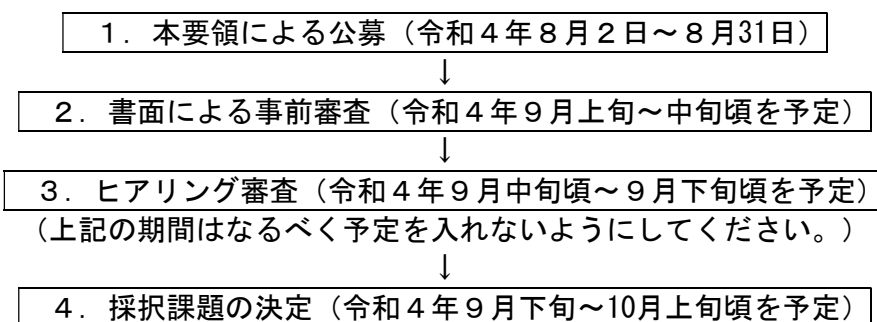 １．本要領による公募（令和４年８月２日～８月31日）
↓
２．書面による事前審査（令和４年９月上旬～中旬頃を予定）
↓
３．ヒアリング審査（令和４年９月中旬頃～９月下旬頃を予定）
（上記の期間はなるべく予定を入れないようにしてください。）
↓
４．採択課題の決定（令和４年９月下旬～10月上旬頃を予定）